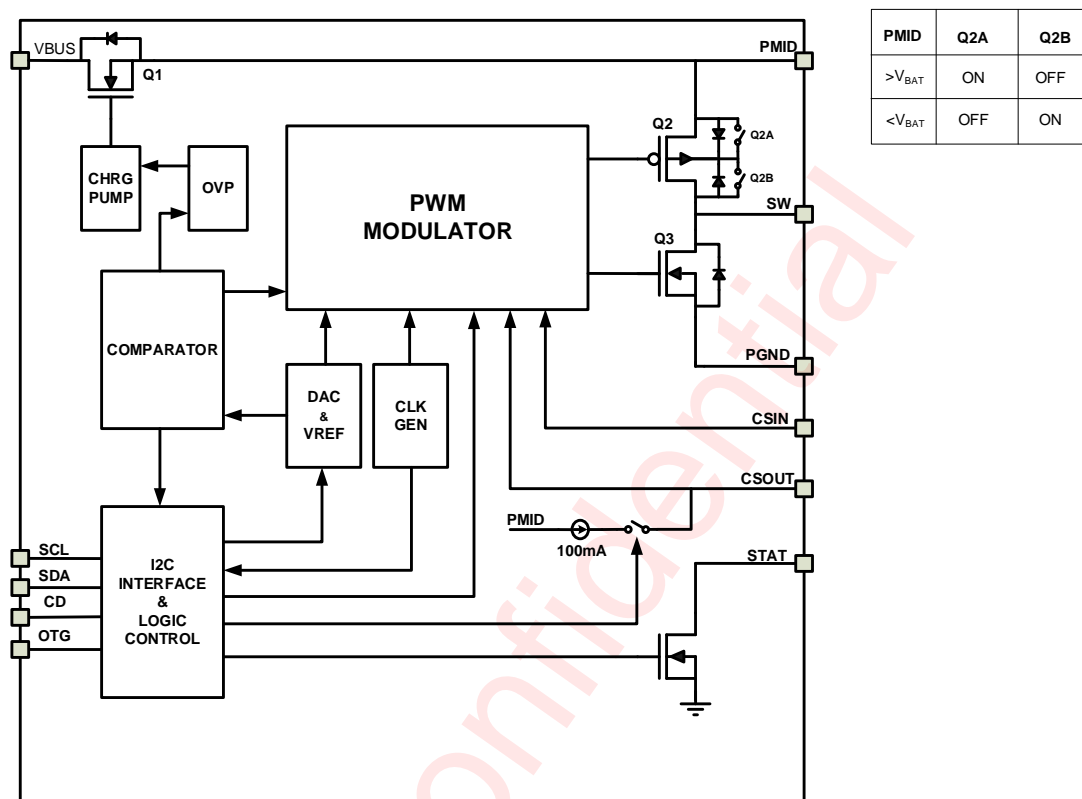 VBUS
Q1
PMID
PMID Q2A Q2B
>VBAT ON OFF
<VBAT OFF ON
Q2
Q2A
Q2B
CHRG
PUMP
OVP
PWM
MODULATOR
SW
Q3
COMPARATOR
PGND
DAC
&
VREF
CLK
GEN
CSIN
CSOUT
PMID
100mA
STAT
SCL
SDA
CD
OTG
I2C
INTERFACE
&
LOGIC
CONTROL
onfidential